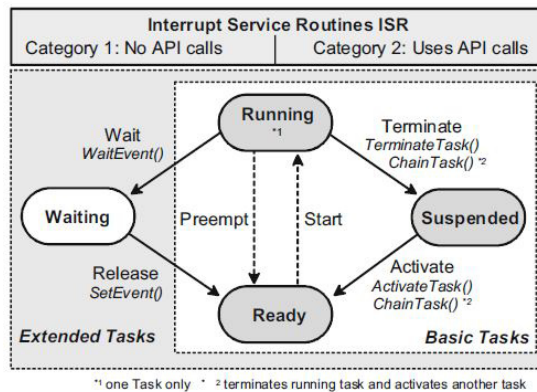 Interrupt Service Routines ISR
Category 1: No API calls
Category 2: Uses API calls
Running
*1
Wait
WaitEvent()
Terminate
TerminateTask()
ChainTask() *2
Waiting
Preempt
Start
Suspended
Release
SetEvent()
Activate
ActivateTask()
ChainTask() *2
Ready
Extended Tasks
Basic Tasks
*1 one Task only * 2 terminates running task and activates another task